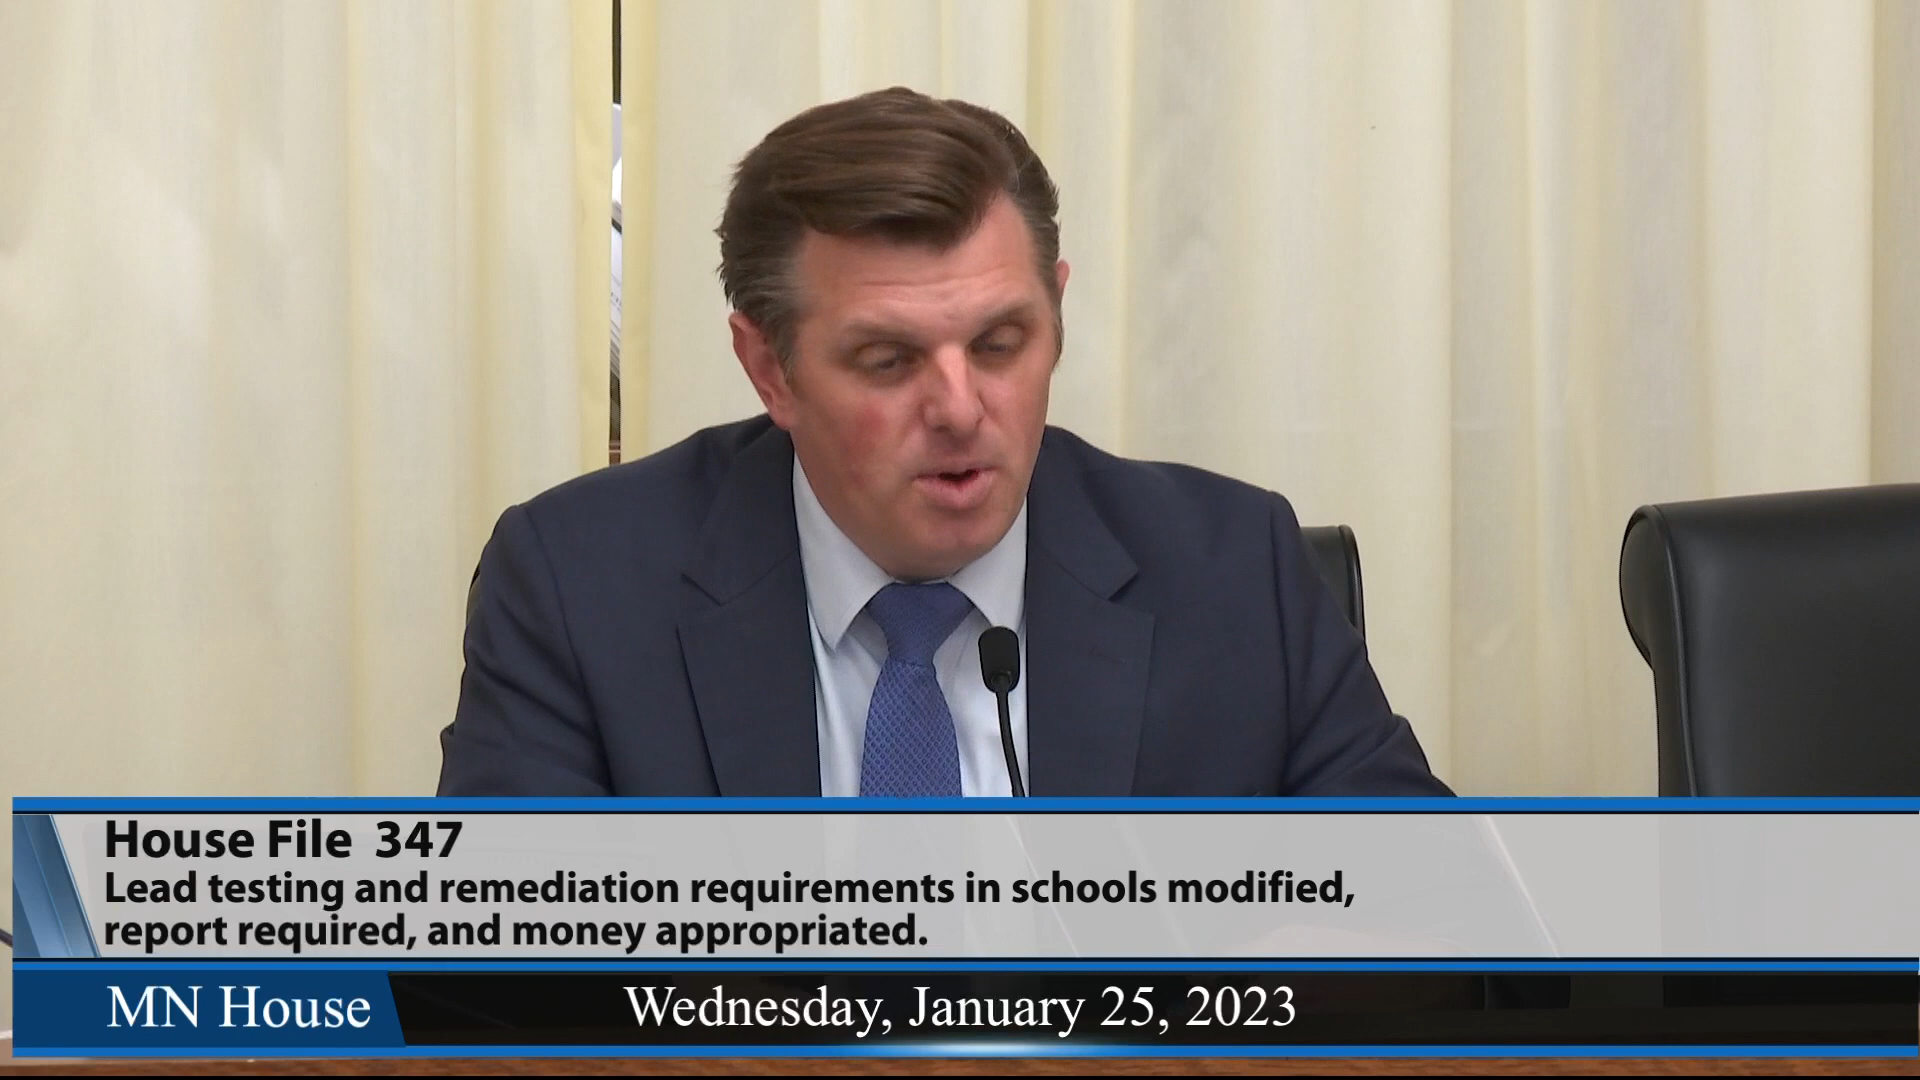 House File 347
Lead testing and remediation requirements in schools modified,
report required, and money appropriated.
MN House
Wednesday, January 25, 2023